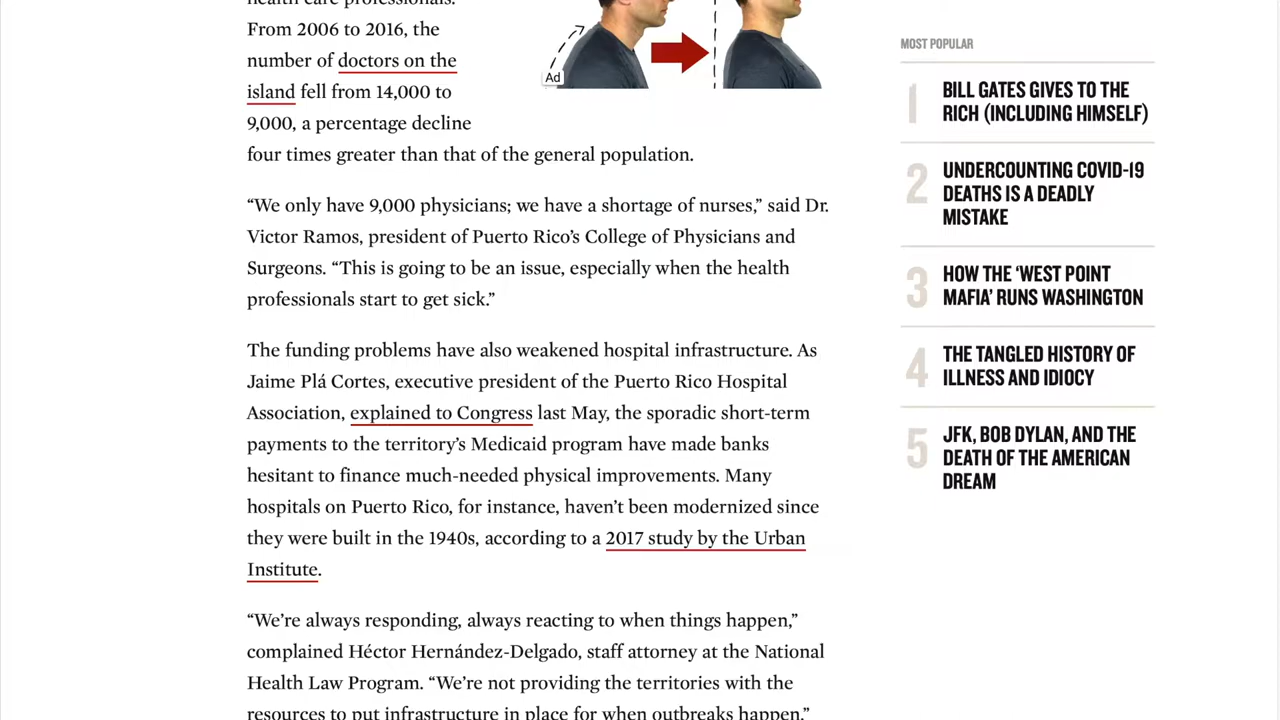 health care professionals.
From 2006 to 2016, the
number of doctors on the
island fell from 14,000 to
9,000, a percentage decline
four times greater than that of the general population.
“We only have 9,000 physicians; we have a shortage of nurses,” said Dr.
Victor Ramos, president of Puerto Rico’s College of Physicians and
Surgeons. “This is going to be an issue, especially when the health
professionals start to get sick.”
The funding problems have also weakened hospital infrastructure. As
Jaime Plá Cortes, executive president of the Puerto Rico Hospital
Association, explained to Congress last May, the sporadic short-term
payments to the territory’s Medicaid program have made banks
hesitant to finance much-needed physical improvements. Many
hospitals on Puerto Rico, for instance, haven’t been modernized since
they were built in the 1940s, according to a 2017 study by the Urban
Institute.
“We’re always responding, always reacting to when things happen,”
complained Héctor Hernández-Delgado, staff attorney at the National
Health Law Program. “We’re not providing the territories with the
resources to put infrastructure in place for when outbreaks happen.”
Ad
MOST POPULAR
1 BILL GATES GIVES TO THE
RICH (INCLUDING HIMSELF)
2 UNDERCOUNTING COVID-19
DEATHS IS A DEADLY
MISTAKE
3 HOW THE ‘WEST POINT
MAFIA’ RUNS WASHINGTON
4 THE TANGLED HISTORY OF
ILLNESS AND IDIOCY
5 JFK, BOB DYLAN, AND THE
DEATH OF THE AMERICAN
DREAM